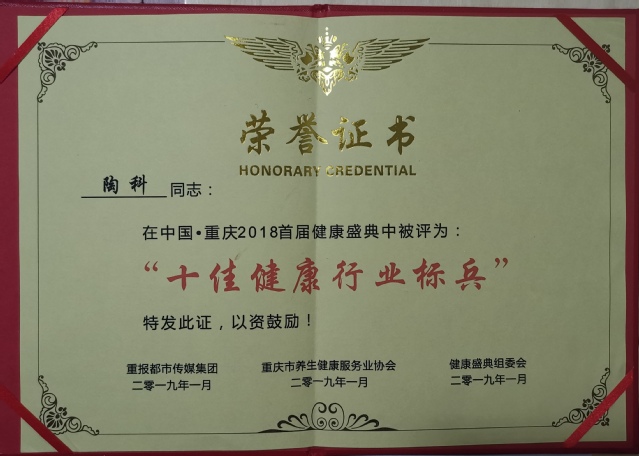 荣誉证书
HONORARY CREDENTIAL
陶科 同志：
在中国·重庆2018首届健康盛典中被评为：
“十佳健康行业标兵”
特发此证，以资鼓励！
重报都市传媒集团 重庆市养生健康服务业协会 健康盛典组委会
二零一九年一月 二零一九年一月 二零一九年一月